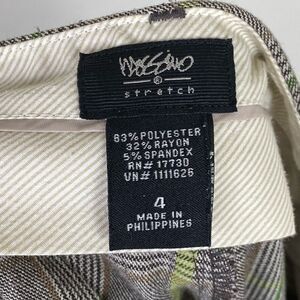 Mossimo
®
stretch
63% POLYESTER
32% RAYON
5% SPANDEX
RN# 17730
VN# 1111626
4
MADE IN
PHILIPPINES